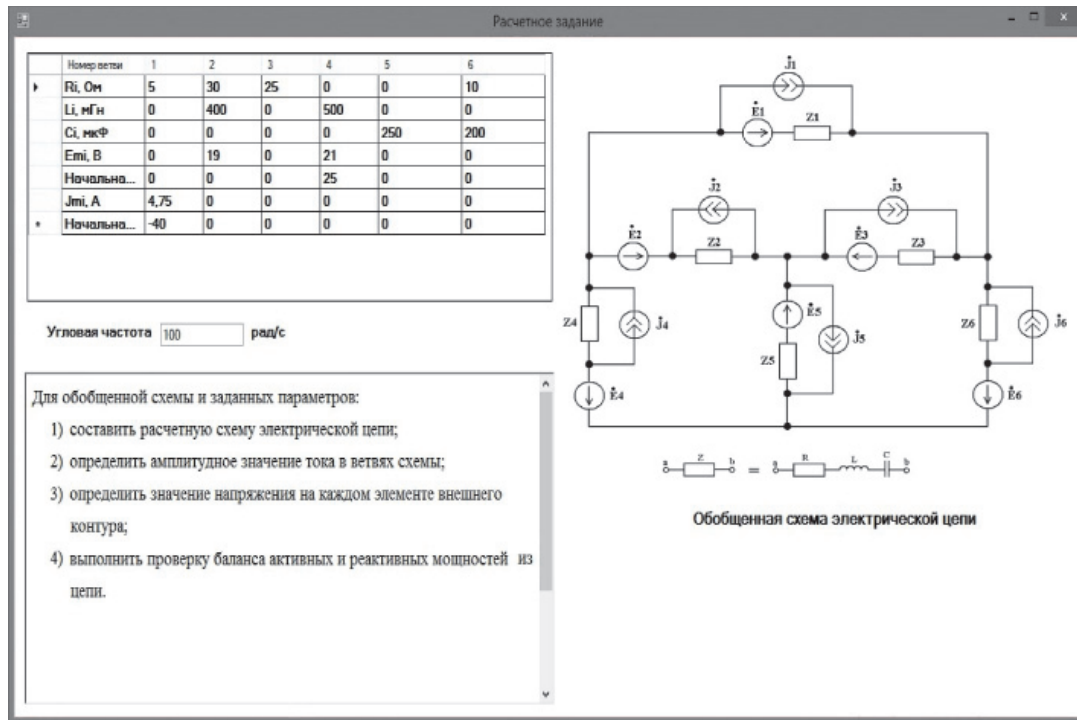 Расчетное задание
Номер ветви 1 2 3 4 5 6
Ri, Ом 5 30 25 0 0 10
Li, мГн 0 400 0 500 0 0
Ci, мкФ 0 0 0 0 250 200
Emi, В 0 19 0 21 0 0
Начальна... 0 0 0 25 0 0
Jmi, А 4,75 0 0 0 0 0
Начальна... -40 0 0 0 0 0
Угловая частота 100 рад/с
Для обобщенной схемы и заданных параметров:
1) составить расчетную схему электрической цепи;
2) определить амплитудное значение тока в ветвях схемы;
3) определить значение напряжения на каждом элементе внешнего
контура;
4) выполнить проверку баланса активных и реактивных мощностей из
цепи.
J1
E1 Z1
J2 J3
E2 Z2 E3 Z3
Z4 J4 E5 J5 Z6 J6
Z5
E4 E6
a Z b = a R L C b
Обобщенная схема электрической цепи